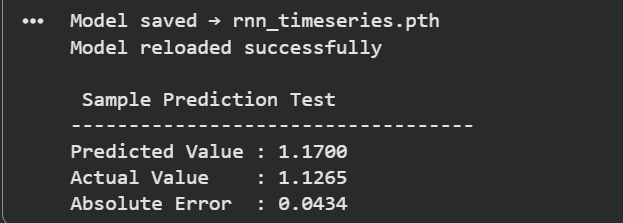 Model saved → rnn_timeseries.pth
Model reloaded successfully
Sample Prediction Test
-----------------------------------
Predicted Value : 1.1700
Actual Value    : 1.1265
Absolute Error  : 0.0434